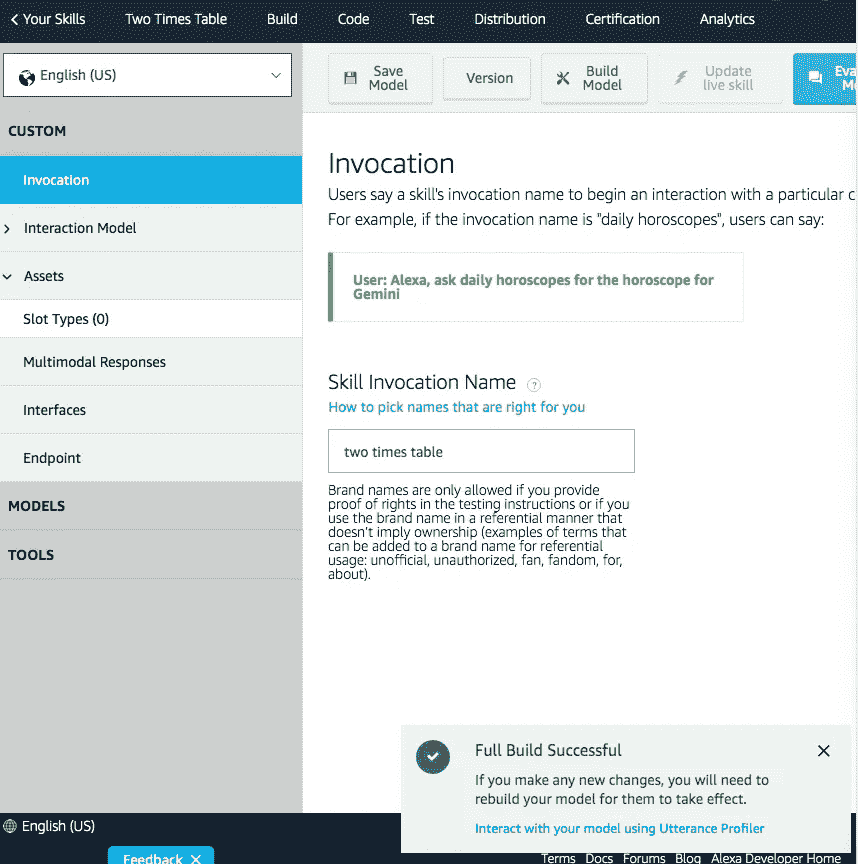 Your Skills
Two Times Table
Build
Code
Test
Distribution
Certification
Analytics
English (US)
Save
Model
Version
Build
Model
Update
live skill
CUSTOM
Invocation
Interaction Model
Assets
Slot Types (0)
Multimodal Responses
Interfaces
Endpoint
MODELS
TOOLS
Invocation
Users say a skill's invocation name to begin an interaction with a particular
For example, if the invocation name is "daily horoscopes", users can say:
User: Alexa, ask daily horoscopes for the horoscope for
Gemini
Skill Invocation Name ?
How to pick names that are right for you
two times table
Brand names are only allowed if you provide
proof of rights in the testing instructions or if you
use the brand name in a referential manner that
doesn't imply ownership (examples of terms that
can be added to a brand name for referential
usage: unofficial, unauthorized, fan, fandom, for,
about).
Full Build Successful
If you make any new changes, you will need to
rebuild your model for them to take effect.
Interact with your model using Utterance Profiler
English (US)
Feedback
Terms Docs Forums Blog Alexa Developer Home